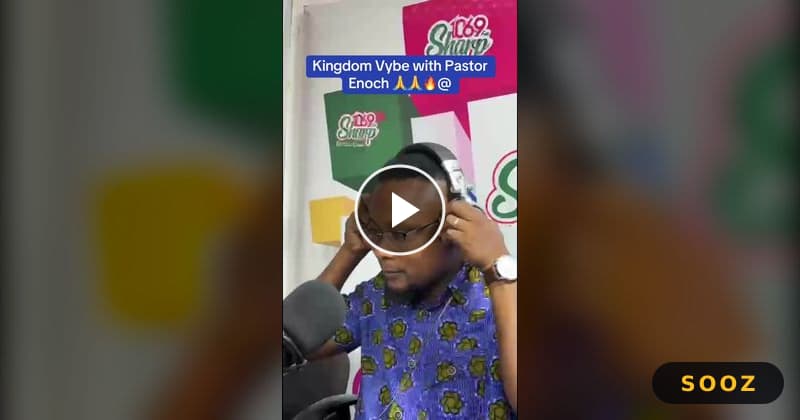 106.9
Sharp
Kingdom Vybe with Pastor
Enoch 🙏🙏🔥@
106.9
Sharp
S
SOOZ